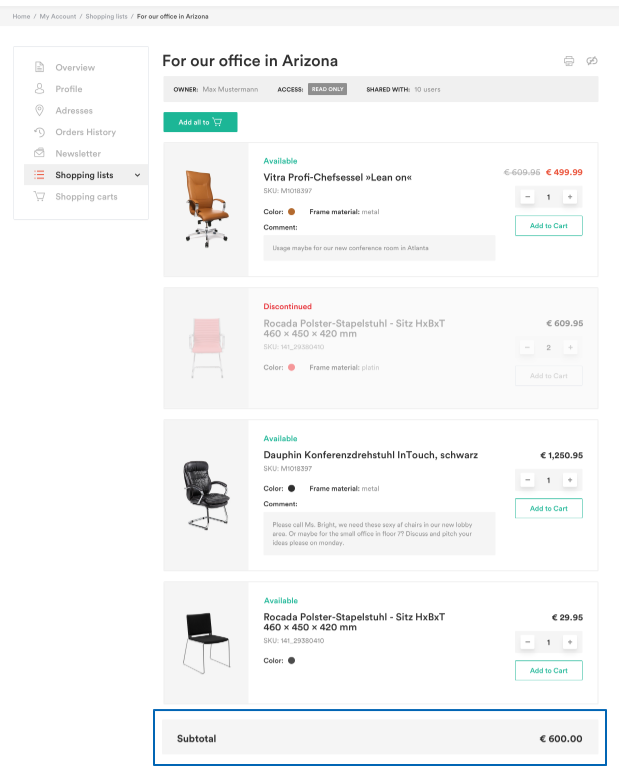 Home / My Account / Shopping lists / For our office in Arizona
Overview
Profile
Adresses
Orders History
Newsletter
Shopping lists
Shopping carts
For our office in Arizona
OWNER: Max Mustermann ACCESS: READ ONLY SHARED WITH: 10 users
Add all to
Available
Vitra Profi-Chefsessel »Lean on«
SKU: M1018397
Color: Frame material: metal
Comment:
Usage maybe for our new conference room in Atlanta
€ 609.95 € 499.99
− 1 +
Add to Cart
Discontinued
Rocada Polster-Stapelstuhl - Sitz HxBxT
460 × 450 × 420 mm
SKU: 141_29380410
Color: Frame material: platin
€ 609.95
− 2 +
Add to Cart
Available
Dauphin Konferenzdrehstuhl InTouch, schwarz
SKU: M1018397
Color: Frame material: metal
Comment:
Please call Ms. Bright, we need these sexy af chairs in our new lobby
area. Or maybe for the small office in floor 7? Discuss and pitch your
ideas please on monday.
€ 1,250.95
− 1 +
Add to Cart
Available
Rocada Polster-Stapelstuhl - Sitz HxBxT
460 × 450 × 420 mm
SKU: 141_29380410
Color:
€ 29.95
− 1 +
Add to Cart
Subtotal € 600.00